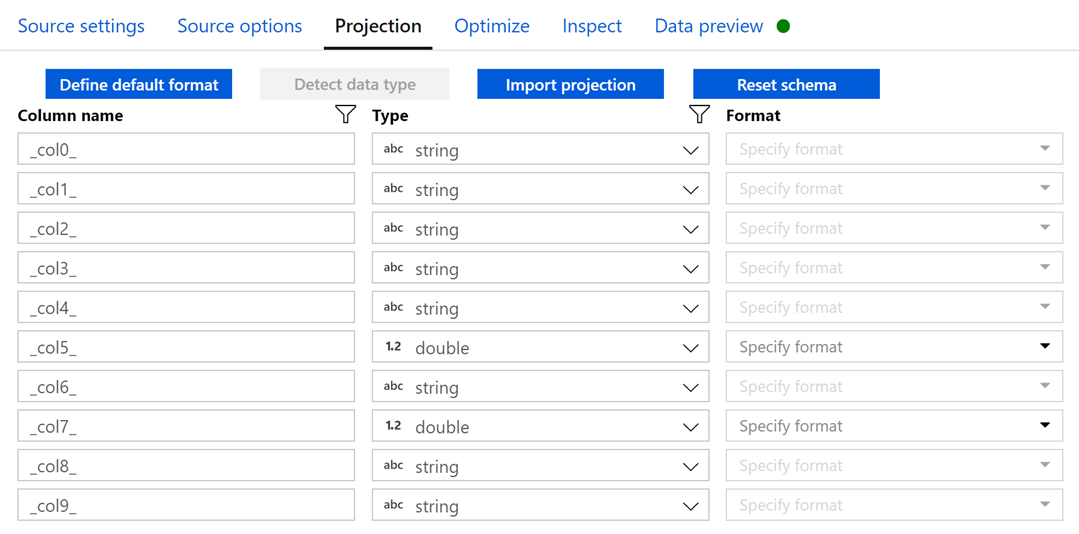 Source settings Source options Projection Optimize Inspect Data preview
Define default format Detect data type Import projection Reset schema
Column name Type Format
_col0_ abc string Specify format
_col1_ abc string Specify format
_col2_ abc string Specify format
_col3_ abc string Specify format
_col4_ abc string Specify format
_col5_ 1.2 double Specify format
_col6_ abc string Specify format
_col7_ 1.2 double Specify format
_col8_ abc string Specify format
_col9_ abc string Specify format